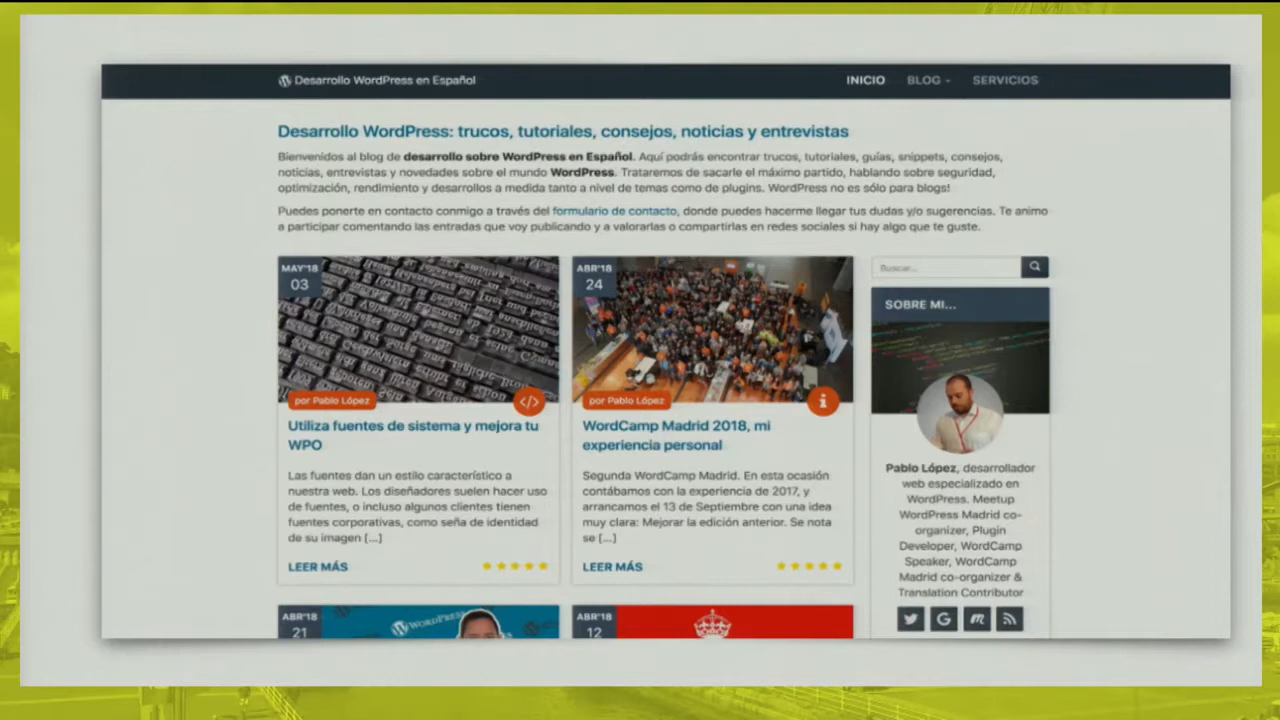 Desarrollo WordPress en Español
INICIO BLOG SERVICIOS
Desarrollo WordPress: trucos, tutoriales, consejos, noticias y entrevistas
Bienvenidos al blog de desarrollo sobre WordPress en Español. Aquí podrás encontrar trucos, tutoriales, guías, snippets, consejos,
noticias, entrevistas y novedades sobre el mundo WordPress. Trataremos de sacarle el máximo partido, hablando sobre seguridad,
optimización, rendimiento y desarrollos a medida tanto a nivel de temas como de plugins. WordPress no es sólo para blogs!
Puedes ponerte en contacto conmigo a través del formulario de contacto, donde puedes hacerme llegar tus dudas y/o sugerencias. Te animo
a participar comentando las entradas que voy publicando y a valorarlas o compartirlas en redes sociales si hay algo que te guste.
MAY'18
03
por Pablo López
Utiliza fuentes de sistema y mejora tu
WPO
Las fuentes dan un estilo característico a
nuestra web. Los diseñadores suelen hacer uso
de fuentes, o incluso algunos clientes tienen
fuentes corporativas, como seña de identidad
de su imagen [...]
LEER MÁS
ABR'18
24
por Pablo López
WordCamp Madrid 2018, mi
experiencia personal
Segunda WordCamp Madrid. En esta ocasión
contábamos con la experiencia de 2017, y
arrancamos el 13 de Septiembre con una idea
muy clara: Mejorar la edición anterior. Se nota
se [...]
LEER MÁS
Buscar...
SOBRE MI...
Pablo López, desarrollador
web especializado en
WordPress. Meetup
WordPress Madrid co-
organizer, Plugin
Developer, WordCamp
Speaker, WordCamp
Madrid co-organizer &
Translation Contributor
ABR'18
21
WORDPRESS
ABR'18
12